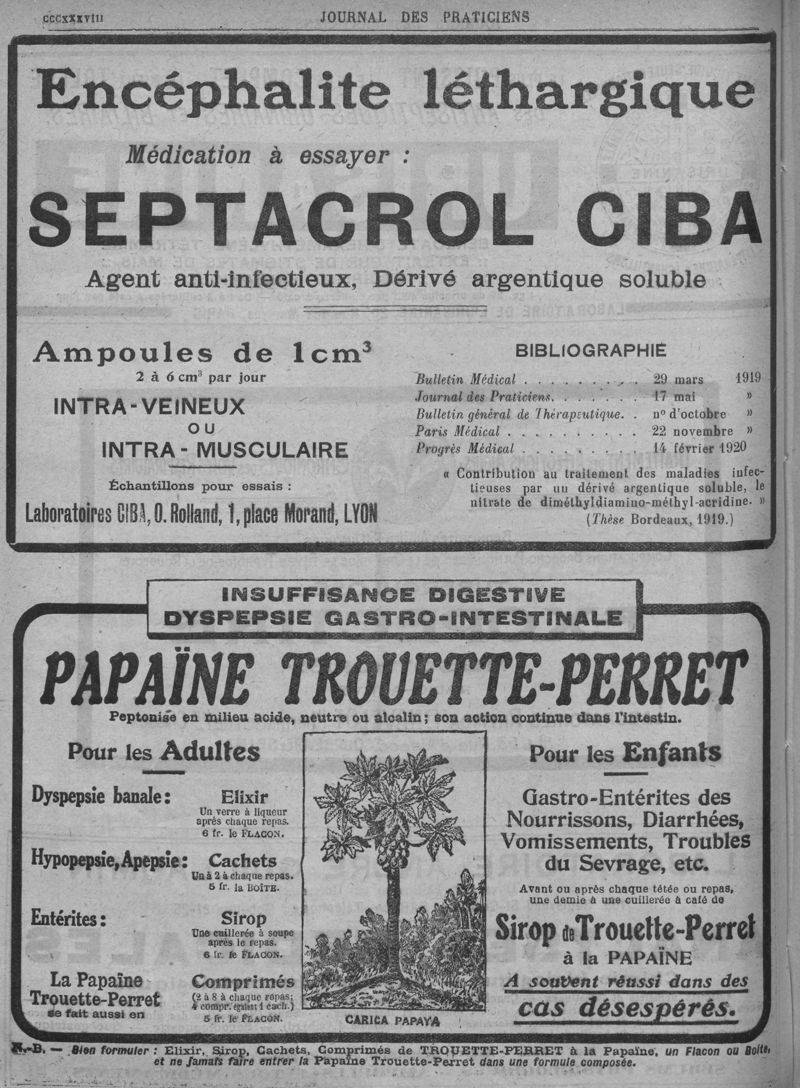 CCCXXXVIII
JOURNAL DES PRATICIENS
Encéphalite léthargique
Médication à essayer :
SEPTACROL CIBA
Agent anti-infectieux, Dérivé argentique soluble
Ampoules de 1cm³
2 à 6 cm³ par jour
INTRA-VEINEUX
OU
INTRA-MUSCULAIRE
Échantillons pour essais :
Laboratoires CIBA, O. Rolland, 1, place Morand, LYON
BIBLIOGRAPHIE
Bulletin Médical . . . . . . . . . . 29 mars 1919
Journal des Praticiens. . . . . . . 17 mai »
Bulletin général de Thérapeutique. . n° d'octobre »
Paris Médical . . . . . . . . . . . 22 novembre »
Progrès Médical . . . . . . . . . . 14 février 1920
« Contribution au traitement des maladies infec-
tieuses par un dérivé argentique soluble, le
nitrate de diméthyldiamino-méthyl-acridine. »
(Thèse Bordeaux, 1919.)
INSUFFISANCE DIGESTIVE
DYSPEPSIE GASTRO-INTESTINALE
PAPAÏNE TROUETTE-PERRET
Peptonise en milieu acide, neutre ou alcalin ; son action continue dans l'intestin.
Pour les Adultes
Dyspepsie banale : Elixir
Un verre à liqueur
après chaque repas.
6 fr. le FLACON.
Hypopepsie, Apepsie : Cachets
Un à 2 à chaque repas.
5 fr. la BOÎTE.
Entérites : Sirop
Une cuillerée à soupe
après le repas.
6 fr. le FLACON.
La Papaïne
Trouette-Perret
se fait aussi en
Comprimés
(2 à 8 à chaque repas;
4 compr. égalent 1 cach.)
5 fr. le FLACON.
CARICA PAPAYA
Pour les Enfants
Gastro-Entérites des
Nourrissons, Diarrhées,
Vomissements, Troubles
du Sevrage, etc.
Avant ou après chaque tétée ou repas,
une demie à une cuillerée à café de
Sirop de Trouette-Perret
à la PAPAÏNE
A souvent réussi dans des
cas désespérés.
N.-B. — Bien formuler : Elixir, Sirop, Cachets, Comprimés de TROUETTE-PERRET à la Papaïne, un Flacon ou Boîte,
et ne jamais faire entrer la Papaïne Trouette-Perret dans une formule composée.